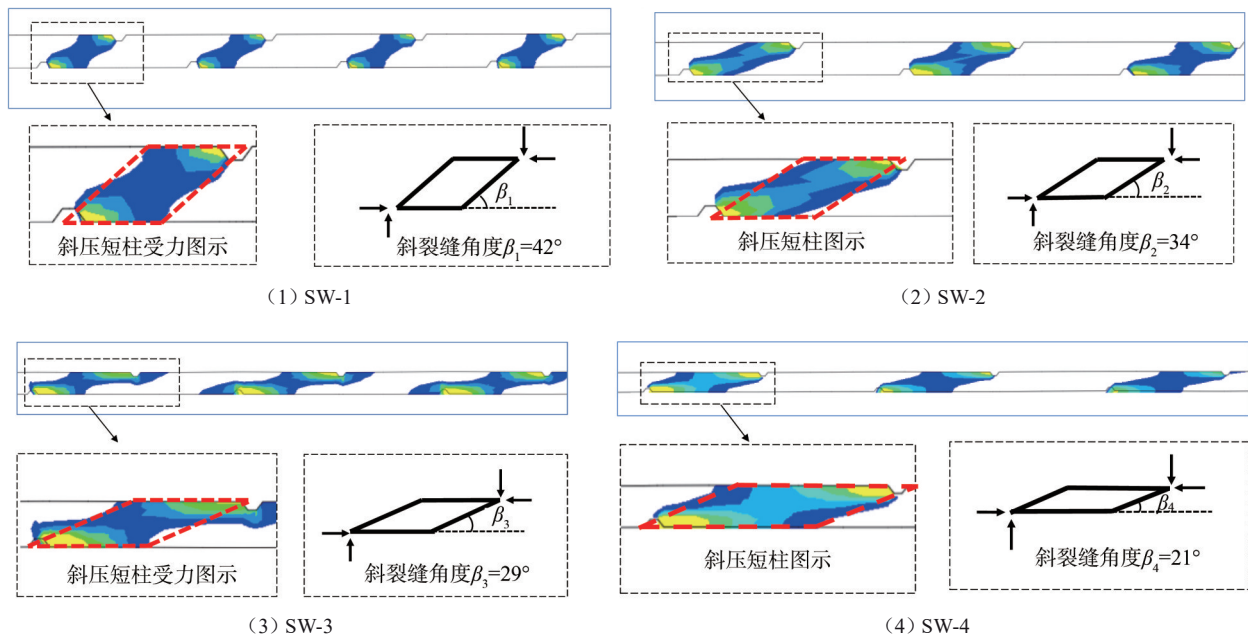 β₁
斜压短柱受力图示
斜裂缝角度β₁=42°
（1）SW-1
β₂
斜压短柱图示
斜裂缝角度β₂=34°
（2）SW-2
β₃
斜压短柱受力图示
斜裂缝角度β₃=29°
（3）SW-3
β₄
斜压短柱图示
斜裂缝角度β₄=21°
（4）SW-4